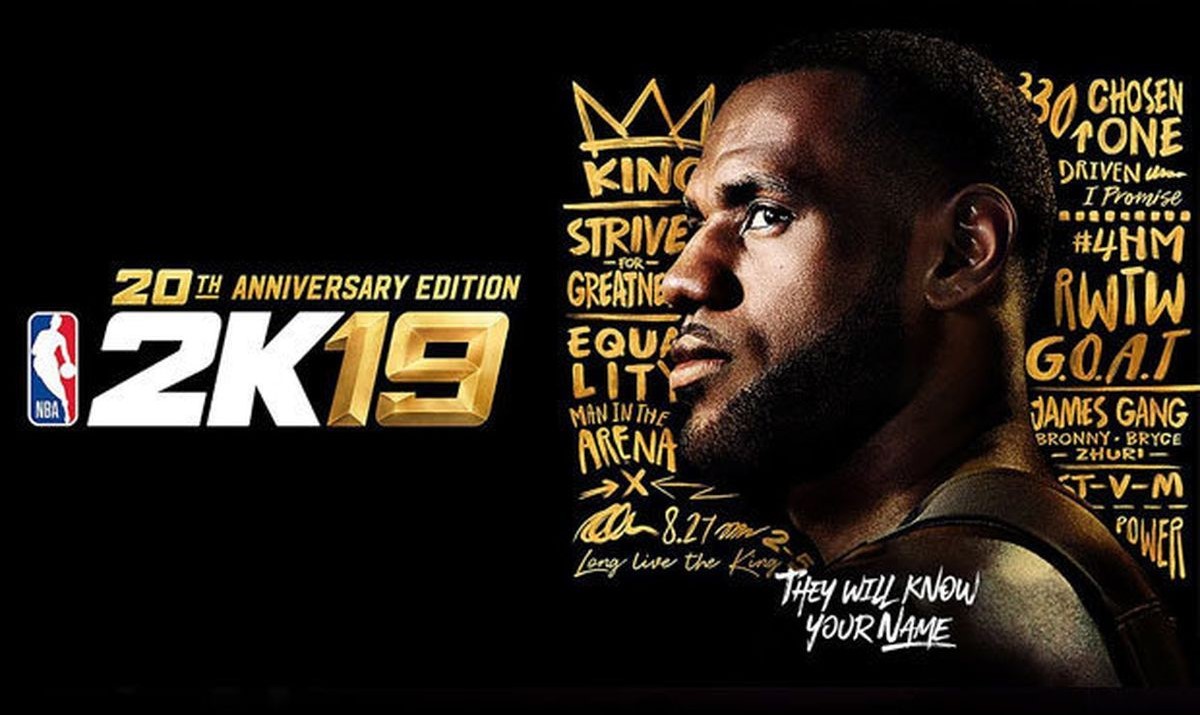 20TH ANNIVERSARY EDITION
NBA
2K19
KING
STRIVE
FOR
GREATNE
EQUA
LITY
MAN IN THE
ARENA
X
8.27
Long live the King
330
CHOSEN
1ONE
DRIVEN
I Promise
#4HM
RWTW
G.O.A.T
JAMES GANG
BRONNY · BRYCE
ZHURI
ST-V-M
POWER
THEY WILL KNOW
YOUR NAME